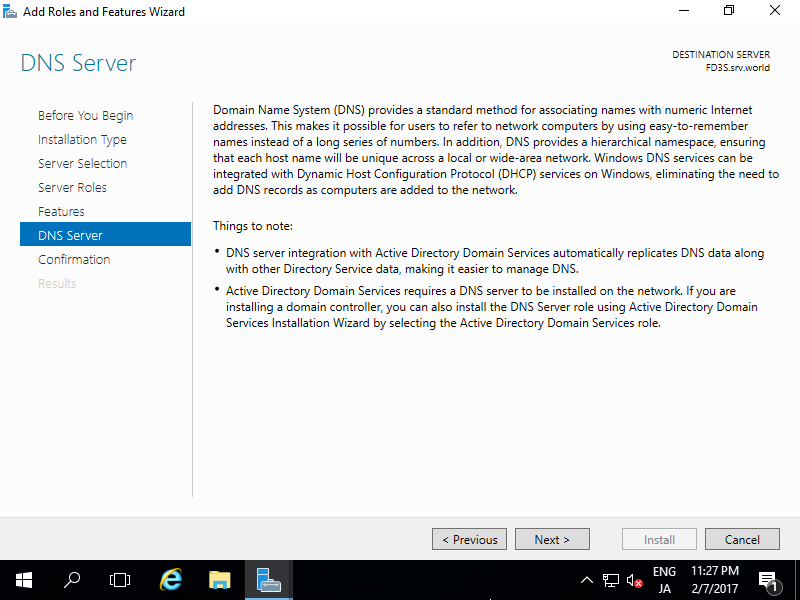 Add Roles and Features Wizard
DNS Server
DESTINATION SERVER
FD3S.srv.world
Before You Begin
Installation Type
Server Selection
Server Roles
Features
DNS Server
Confirmation
Results
Domain Name System (DNS) provides a standard method for associating names with numeric Internet
addresses. This makes it possible for users to refer to network computers by using easy-to-remember
names instead of a long series of numbers. In addition, DNS provides a hierarchical namespace, ensuring
that each host name will be unique across a local or wide-area network. Windows DNS services can be
integrated with Dynamic Host Configuration Protocol (DHCP) services on Windows, eliminating the need to
add DNS records as computers are added to the network.
Things to note:
• DNS server integration with Active Directory Domain Services automatically replicates DNS data along
with other Directory Service data, making it easier to manage DNS.
• Active Directory Domain Services requires a DNS server to be installed on the network. If you are
installing a domain controller, you can also install the DNS Server role using Active Directory Domain
Services Installation Wizard by selecting the Active Directory Domain Services role.
< Previous
Next >
Install
Cancel
ENG
JA
11:27 PM
2/7/2017
1